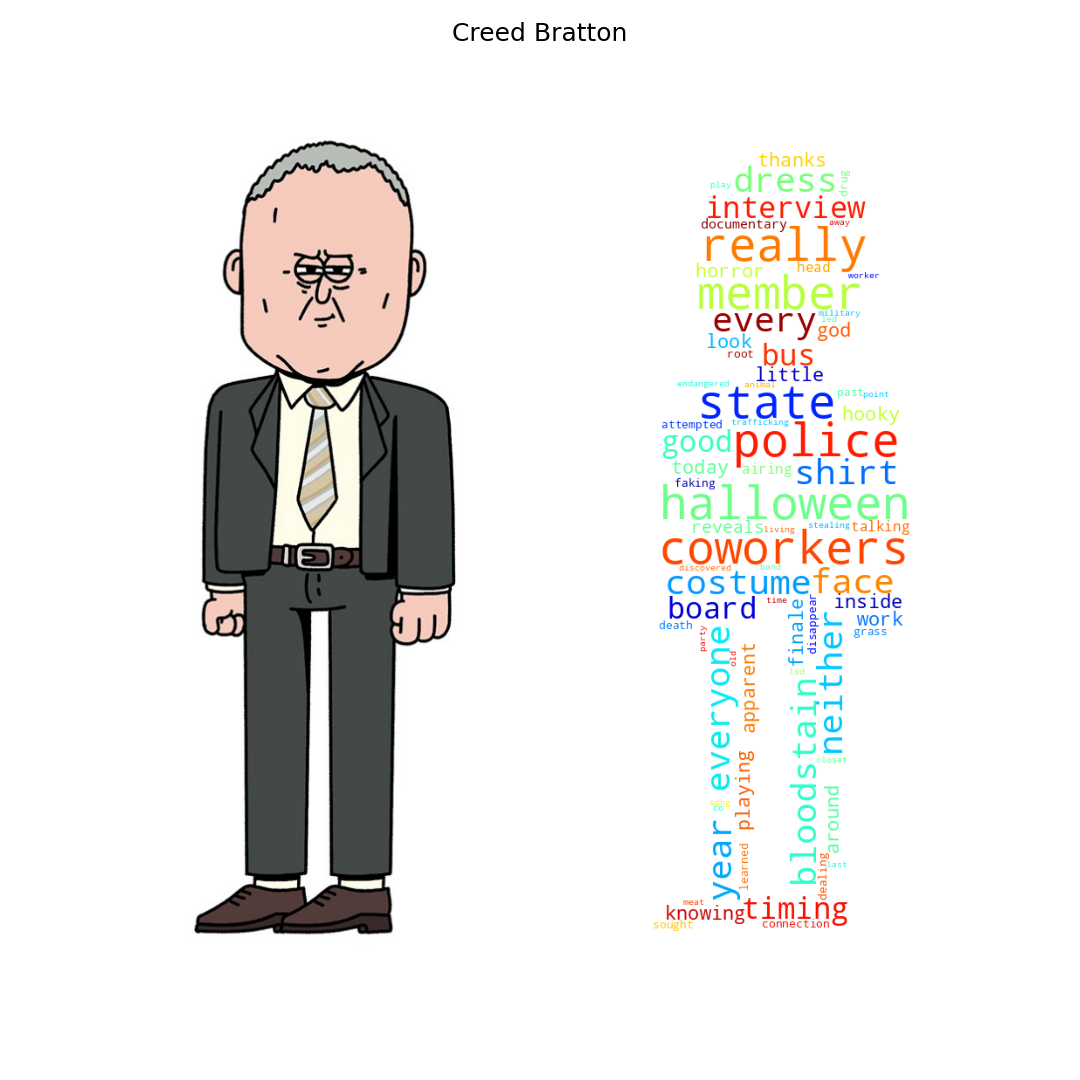 Creed Bratton
thanks
dress
play
drug
interview
documentary
away
really
horror
head
worker
member
every
military
led
god
look
root
bus
little
endangered
animal
past
point
state
hooky
attempted
trafficking
good
police
today
airing
shirt
faking
halloween
reveals
living
stealing
talking
coworkers
discovered
band
costume
face
board
time
inside
death
finale
disappear
work
grass
party
everyone
old
apparent
lsd
neither
bloodstain
playing
closet
song
co
year
learned
around
last
dealing
meat
knowing
timing
sought
connection